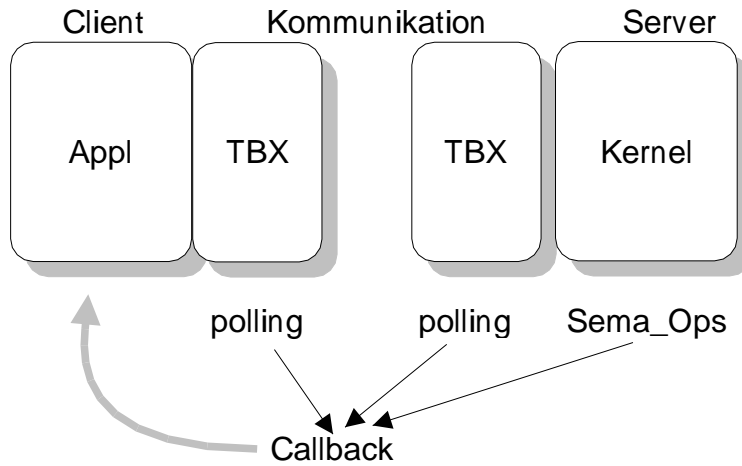 Client Kommunikation Server
Appl TBX TBX Kernel
polling polling Sema_Ops
Callback